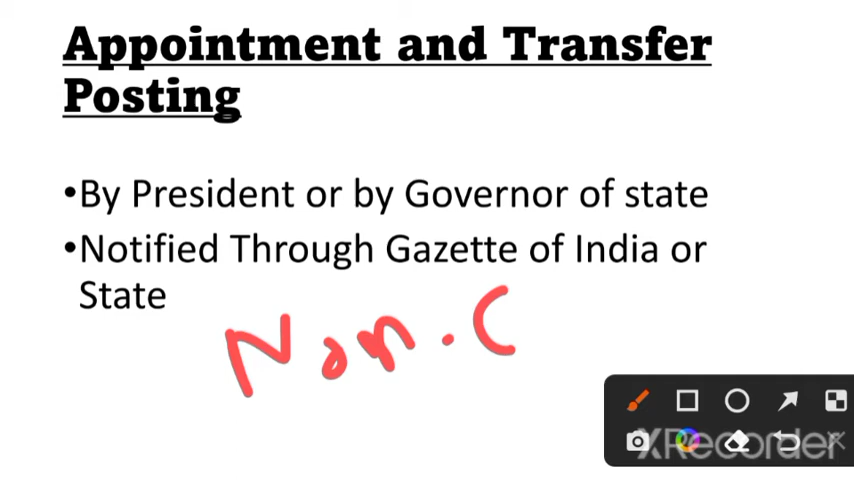 Appointment and Transfer
Posting
•By President or by Governor of state
•Notified Through Gazette of India or
State
Non. C
XRecorder